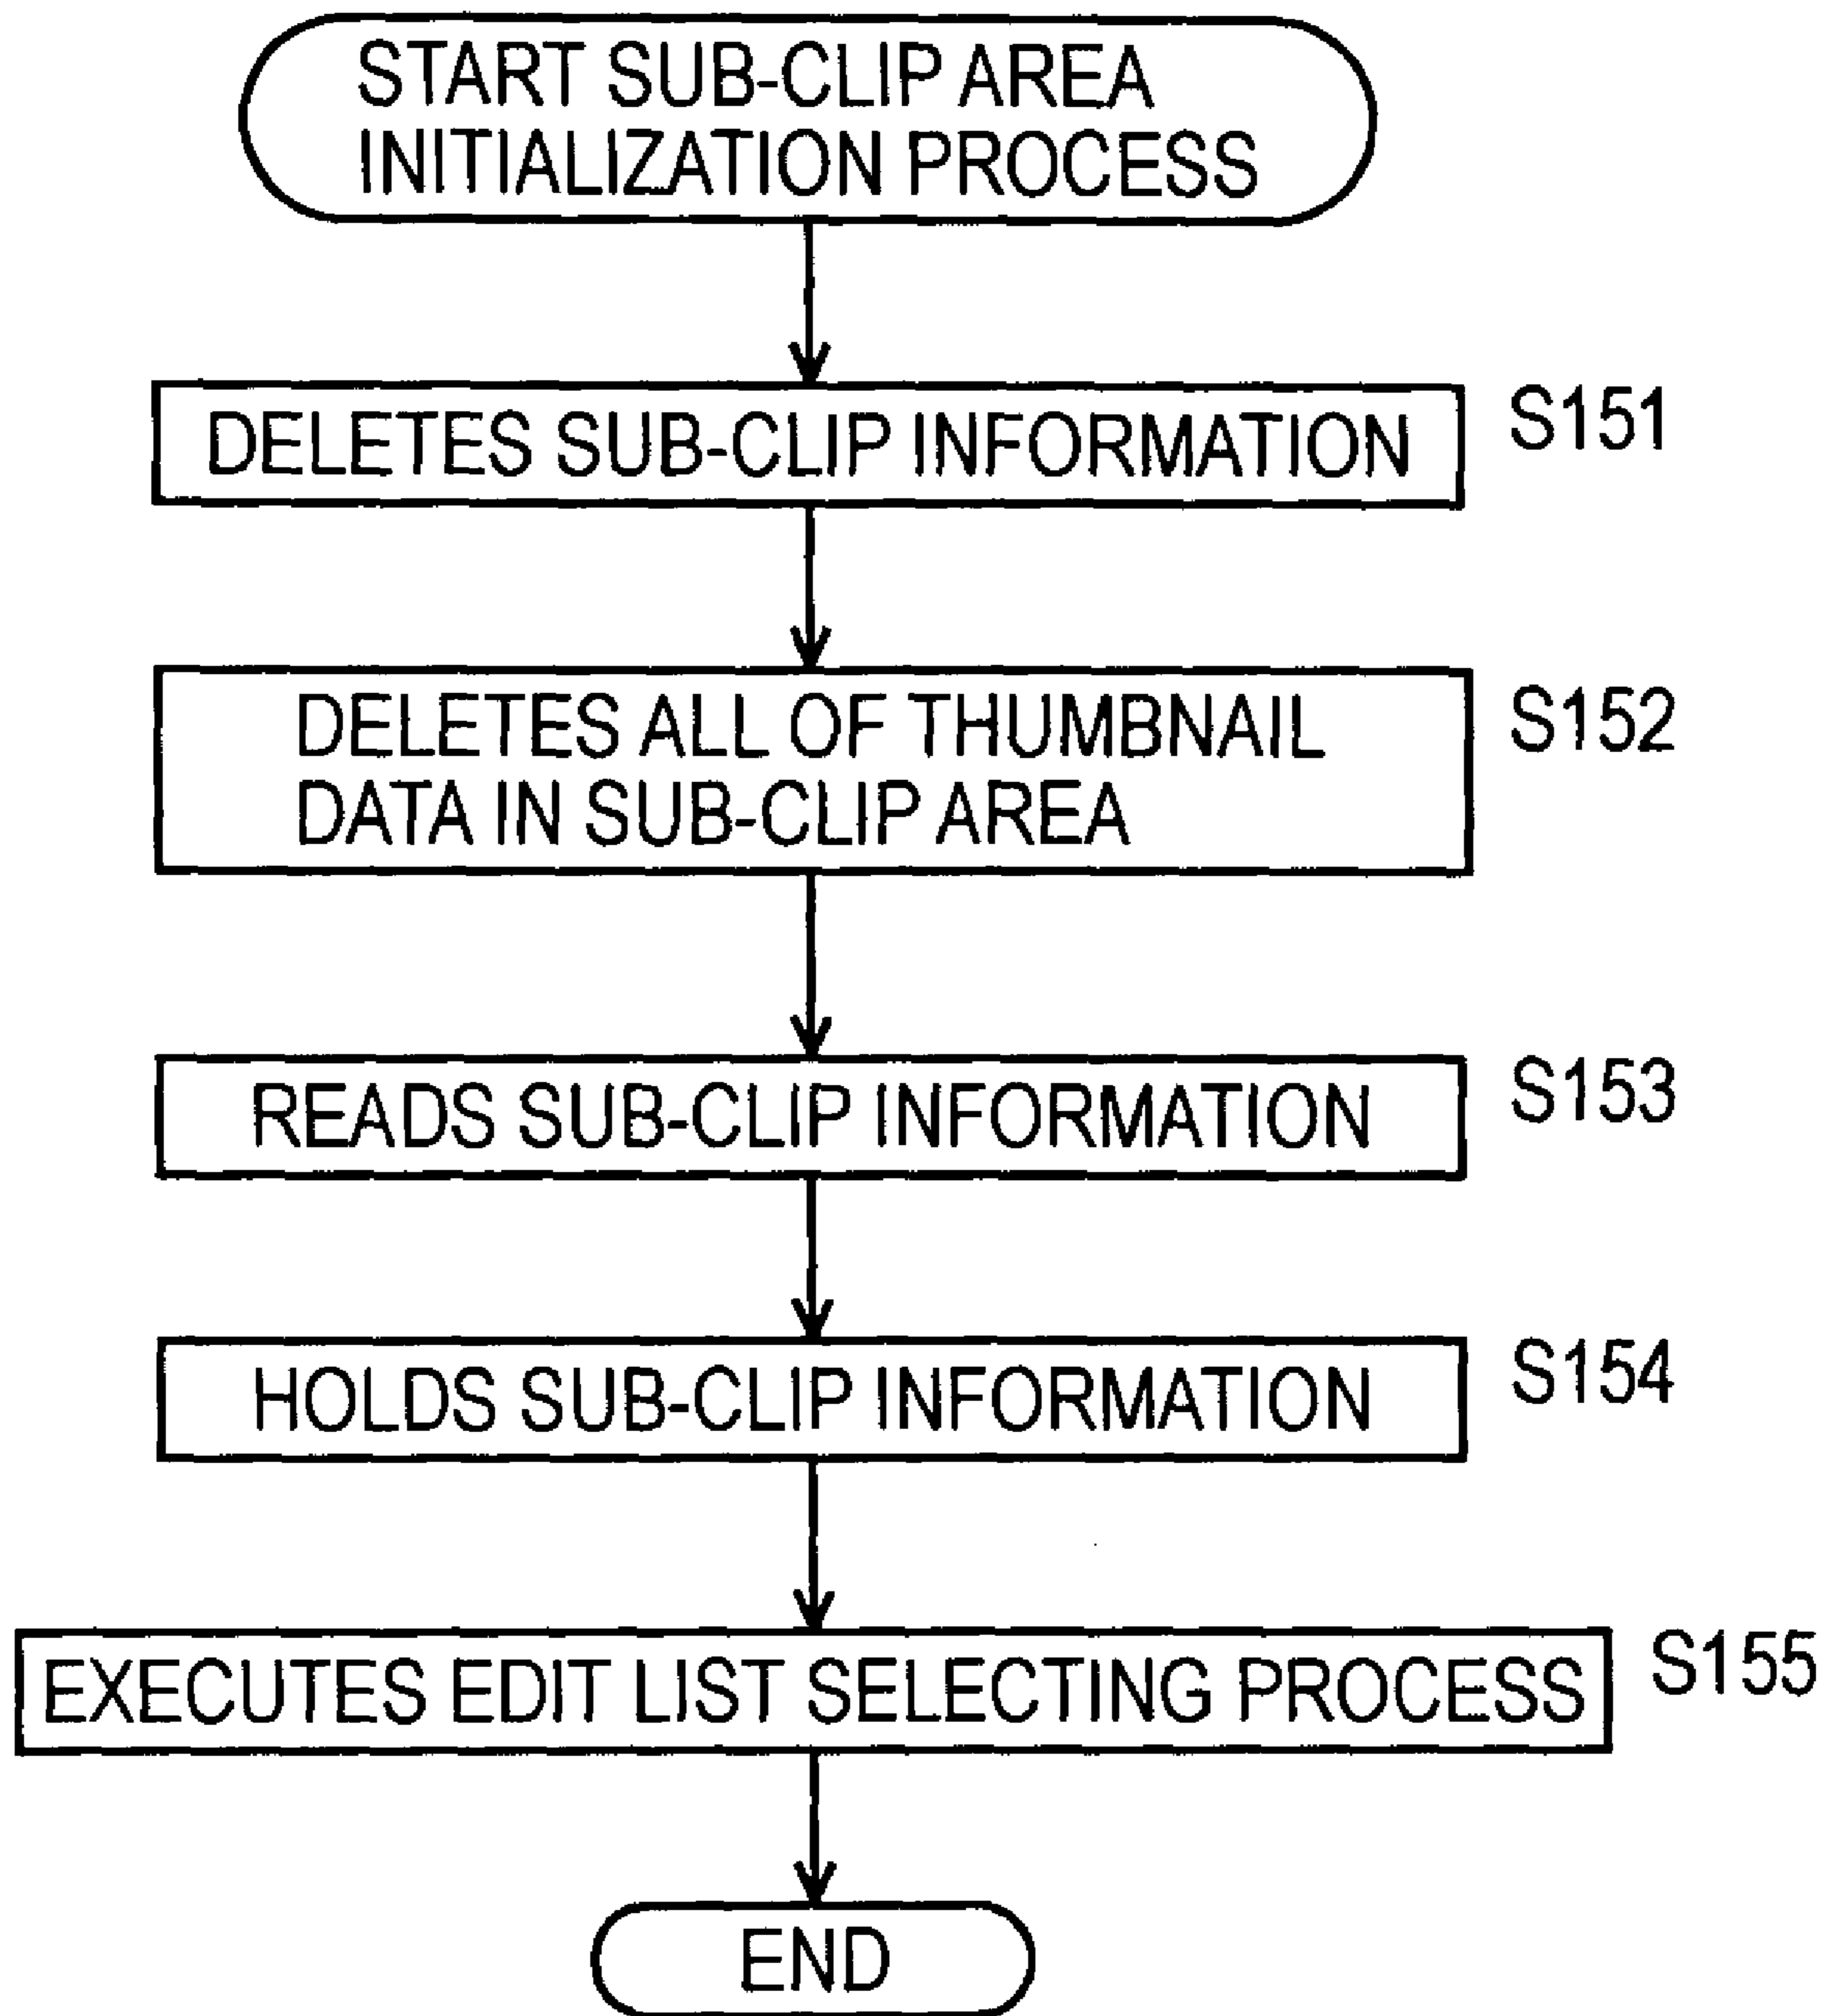 START SUB-CLIP AREA
INITIALIZATION PROCESS
DELETES SUB-CLIP INFORMATION
S151
DELETES ALL OF THUMBNAIL
DATA IN SUB-CLIP AREA
S152
READS SUB-CLIP INFORMATION
S153
HOLDS SUB-CLIP INFORMATION
S154
EXECUTES EDIT LIST SELECTING PROCESS
S155
END